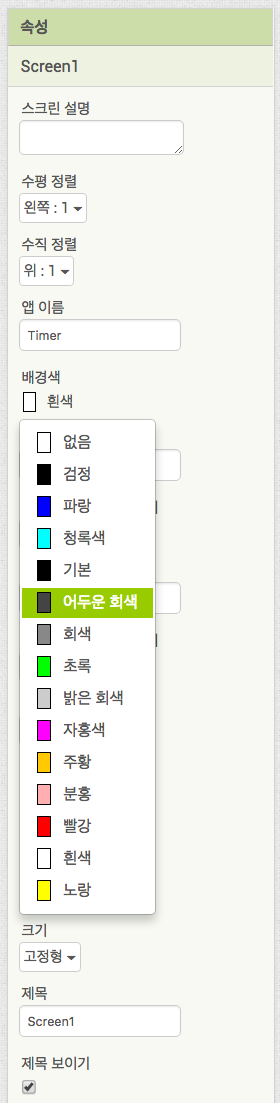 속성
Screen1
스크린 설명
수평 정렬
왼쪽 : 1
수직 정렬
위 : 1
앱 이름
Timer
배경색
흰색
없음
검정
파랑
청록색
기본
어두운 회색
회색
초록
밝은 회색
자홍색
주황
분홍
빨강
흰색
노랑
크기
고정형
제목
Screen1
제목 보이기